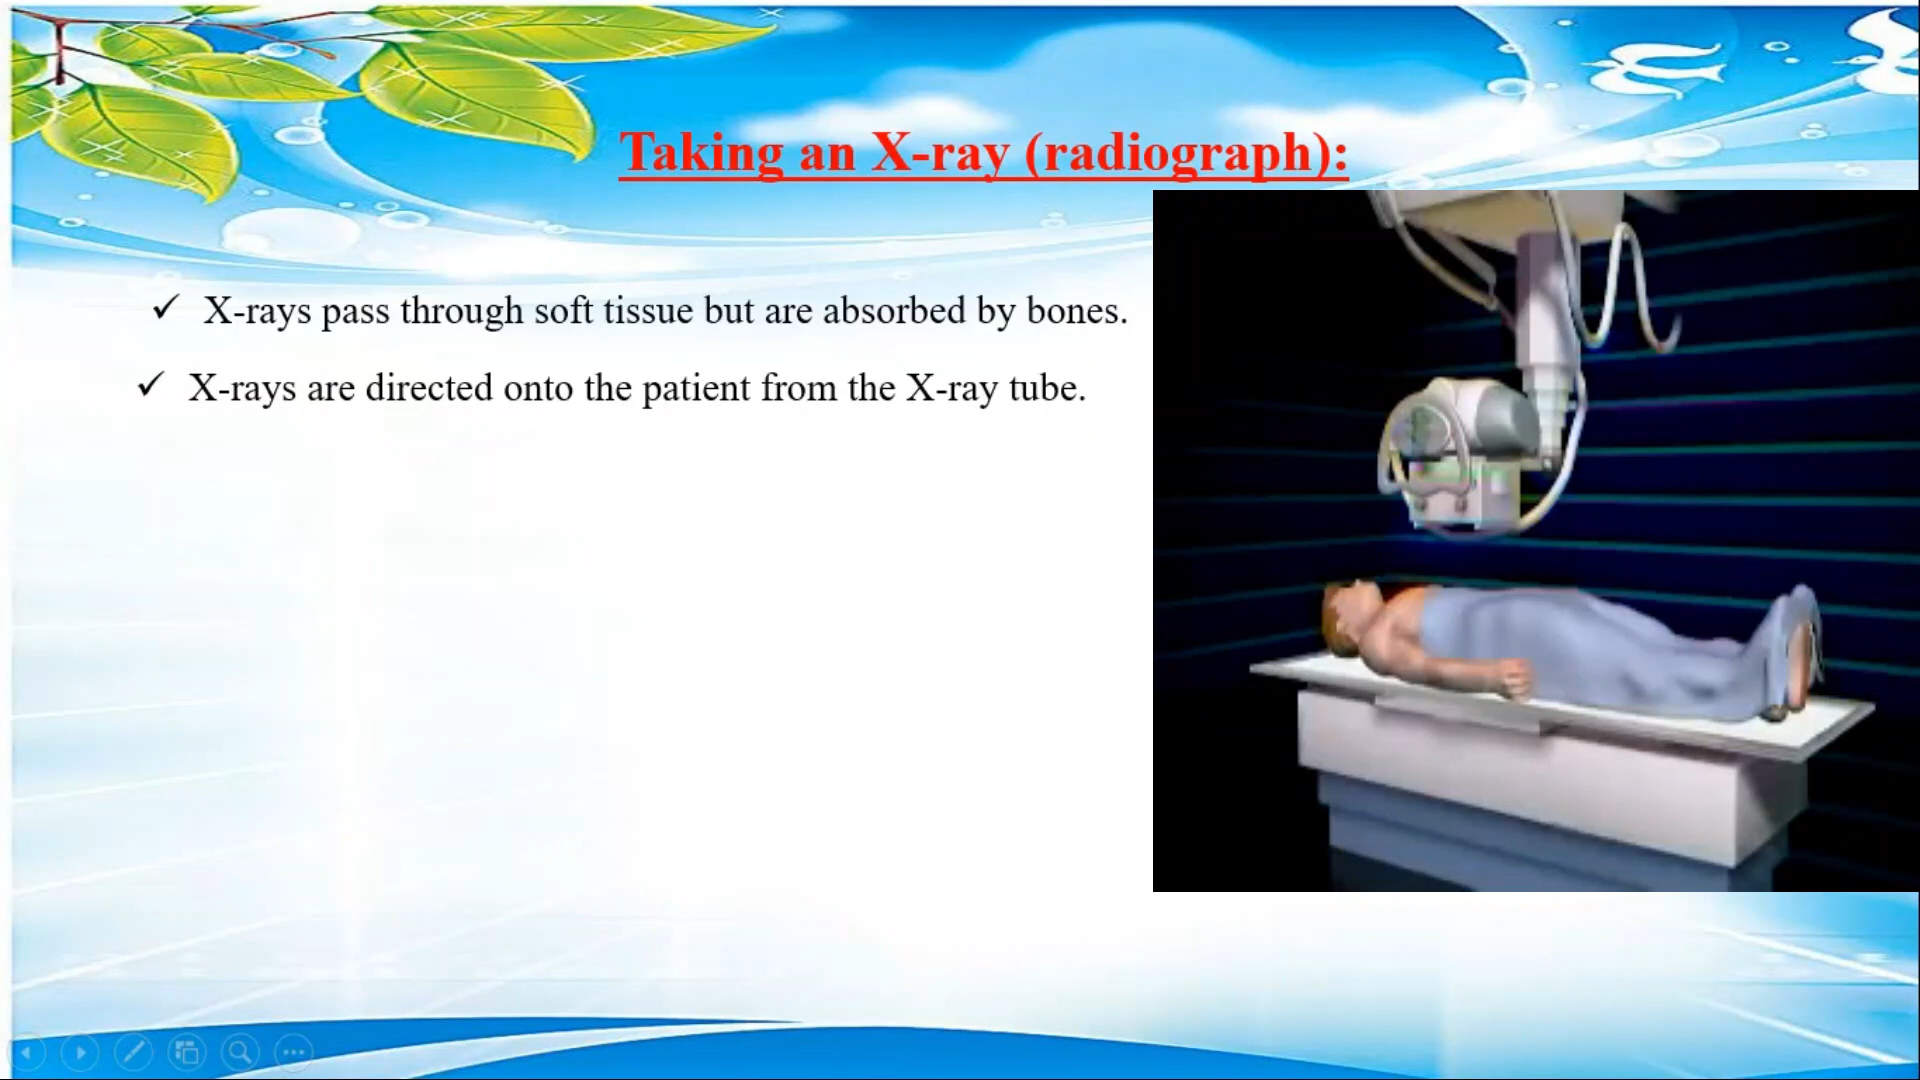 Taking an X-ray (radiograph):
✓ X-rays pass through soft tissue but are absorbed by bones.
✓ X-rays are directed onto the patient from the X-ray tube.